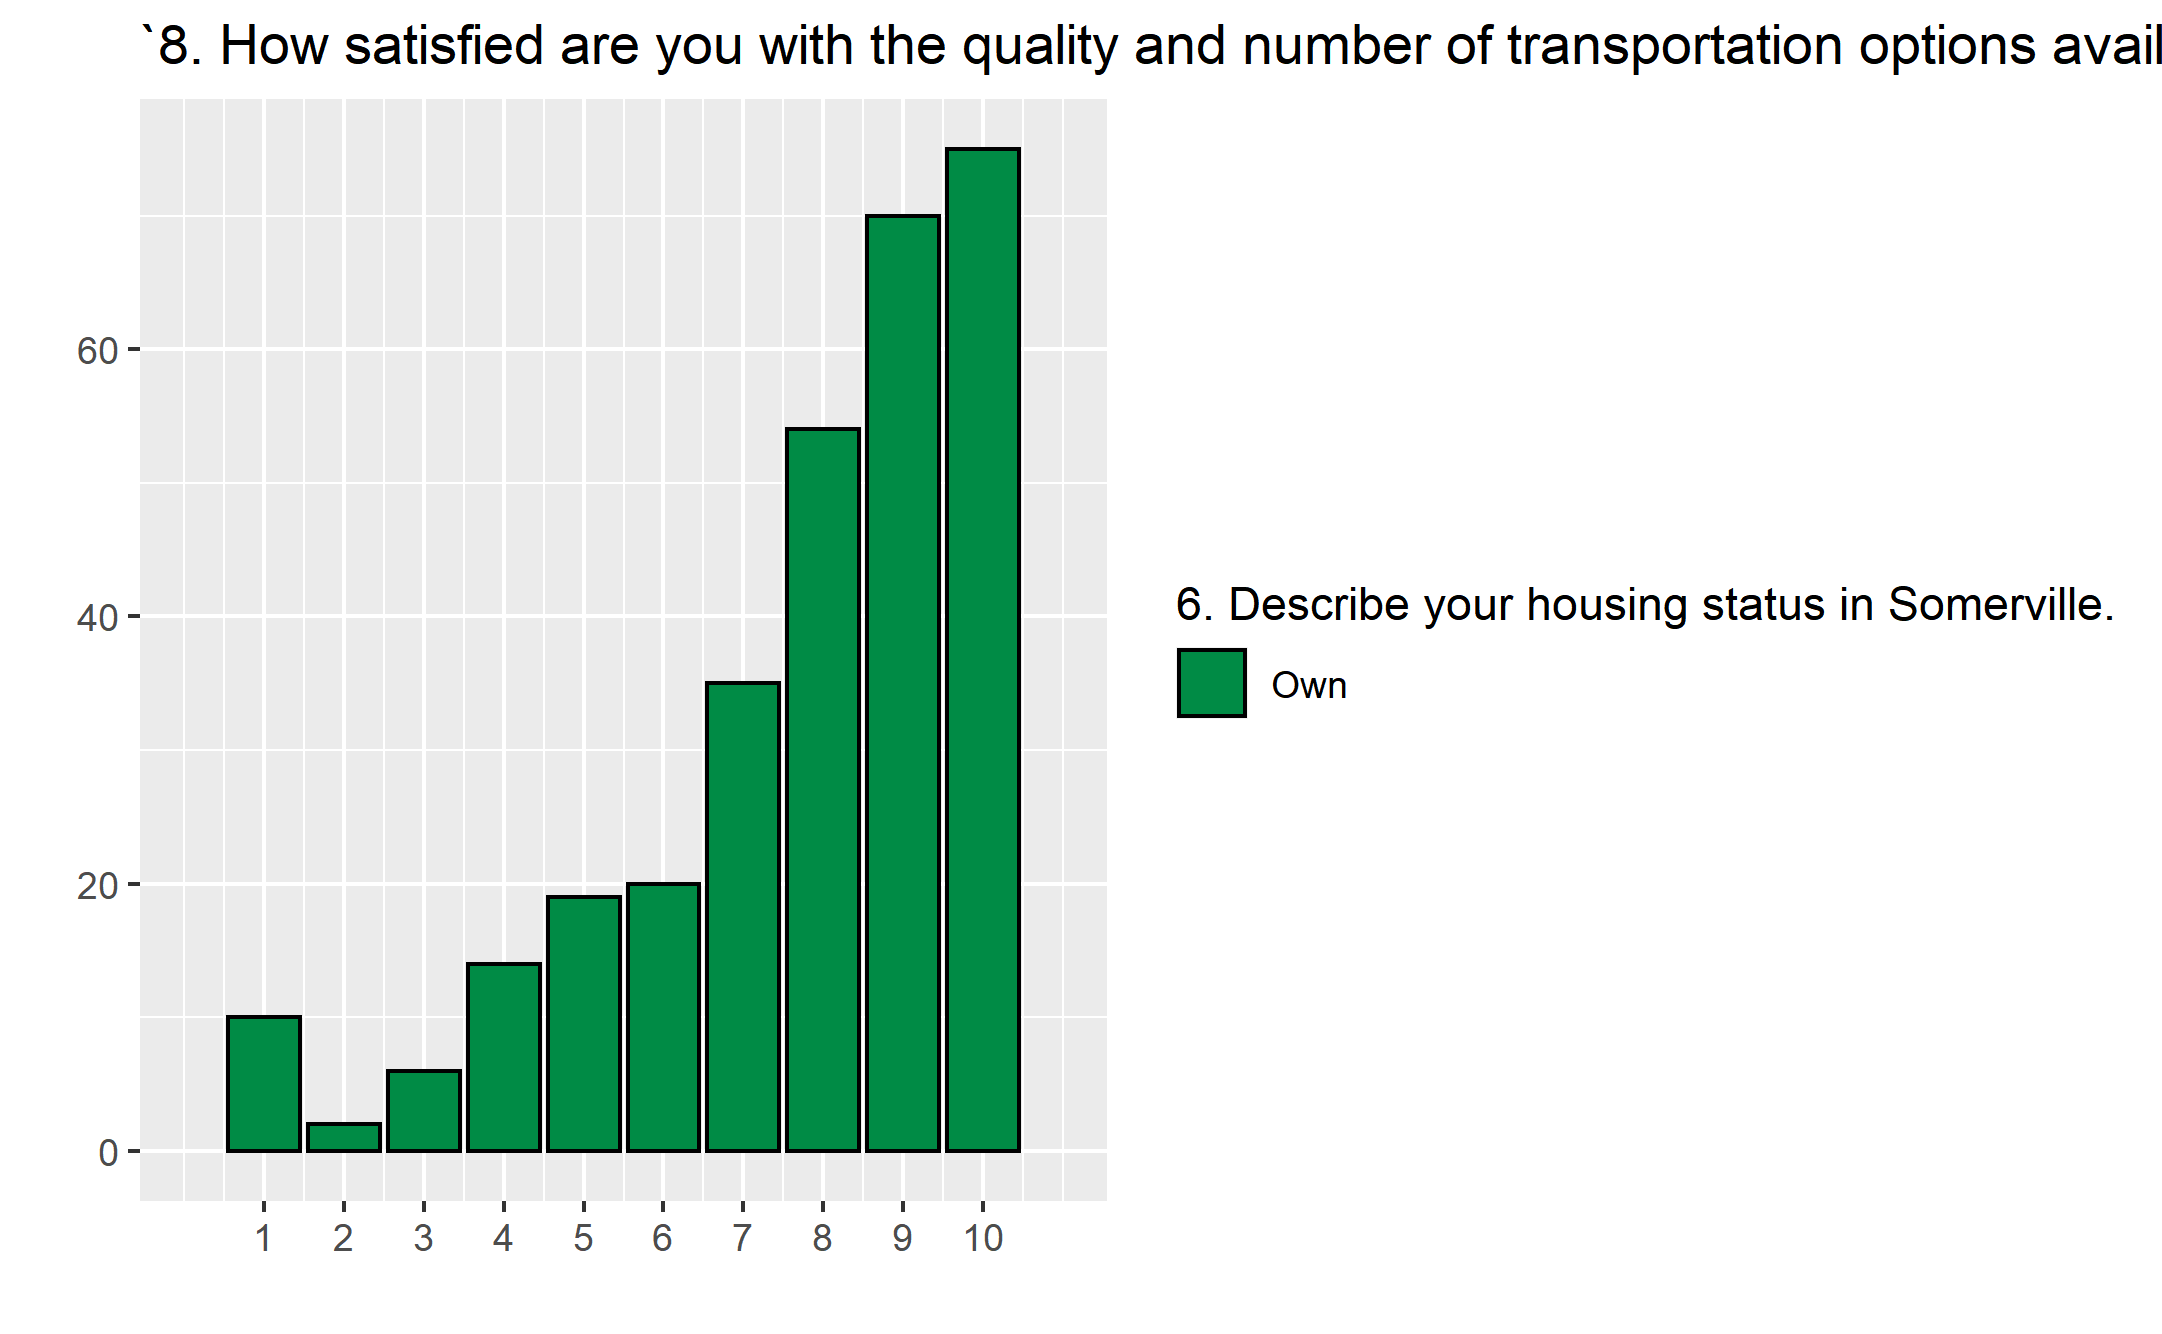 `8. How satisfied are you with the quality and number of transportation options avail
60
40
20
0
1 2 3 4 5 6 7 8 9 10
6. Describe your housing status in Somerville.
Own